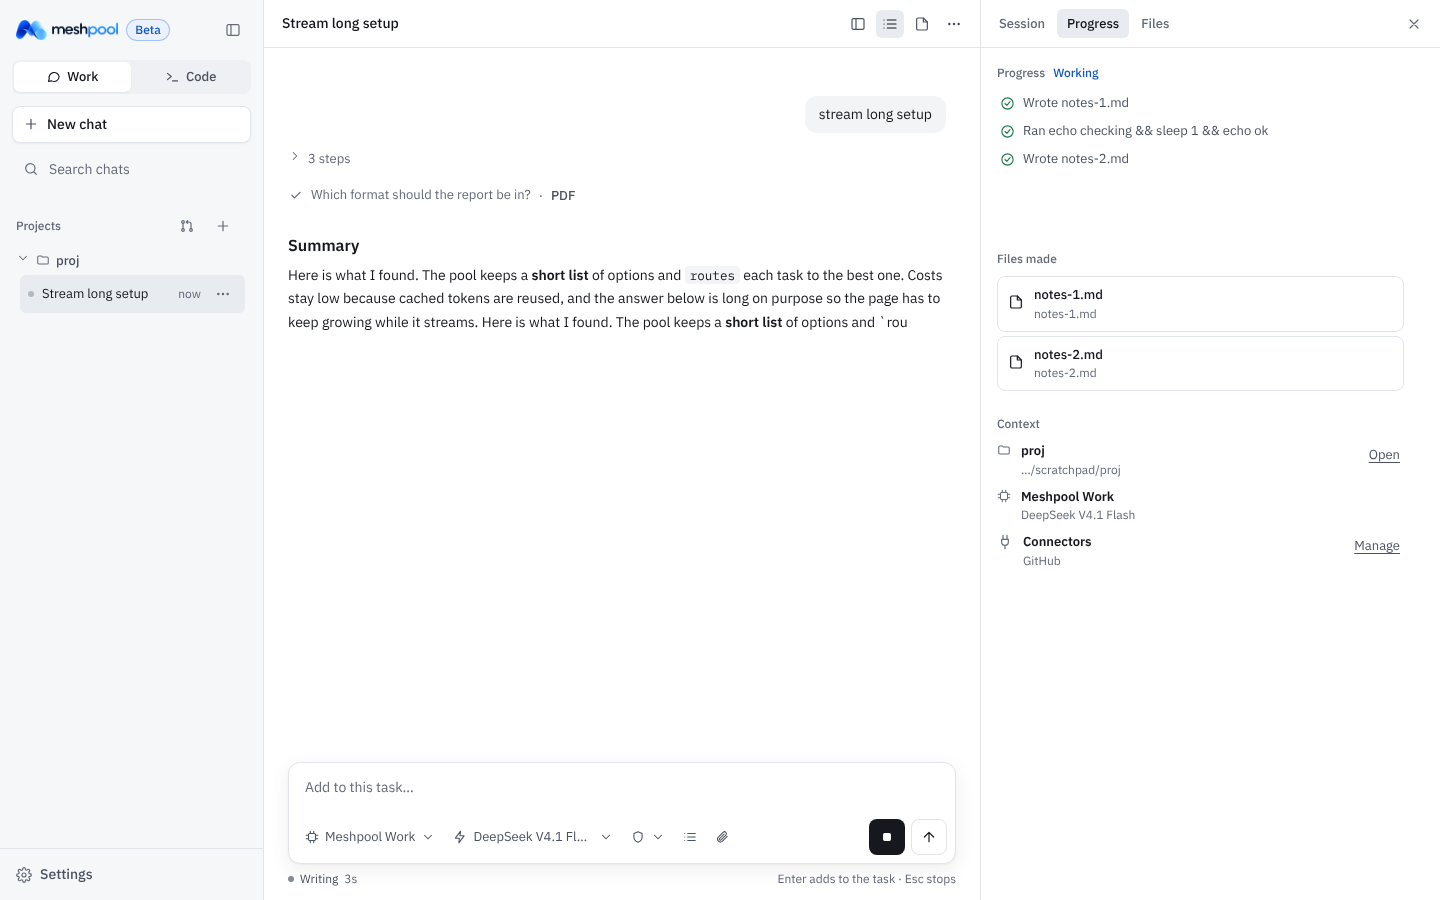 meshpool Beta
Work Code
New chat
Search chats
Projects
proj
Stream long setup now
Settings
Stream long setup
stream long setup
3 steps
Which format should the report be in? · PDF
Summary
Here is what I found. The pool keeps a short list of options and routes each task to the best one. Costs
stay low because cached tokens are reused, and the answer below is long on purpose so the page has to
keep growing while it streams. Here is what I found. The pool keeps a short list of options and `rou
Add to this task...
Meshpool Work DeepSeek V4.1 Fl...
Writing 3s Enter adds to the task · Esc stops
Session Progress Files
Progress Working
Wrote notes-1.md
Ran echo checking && sleep 1 && echo ok
Wrote notes-2.md
Files made
notes-1.md
notes-1.md
notes-2.md
notes-2.md
Context
proj
.../scratchpad/proj
Open
Meshpool Work
DeepSeek V4.1 Flash
Connectors
GitHub
Manage